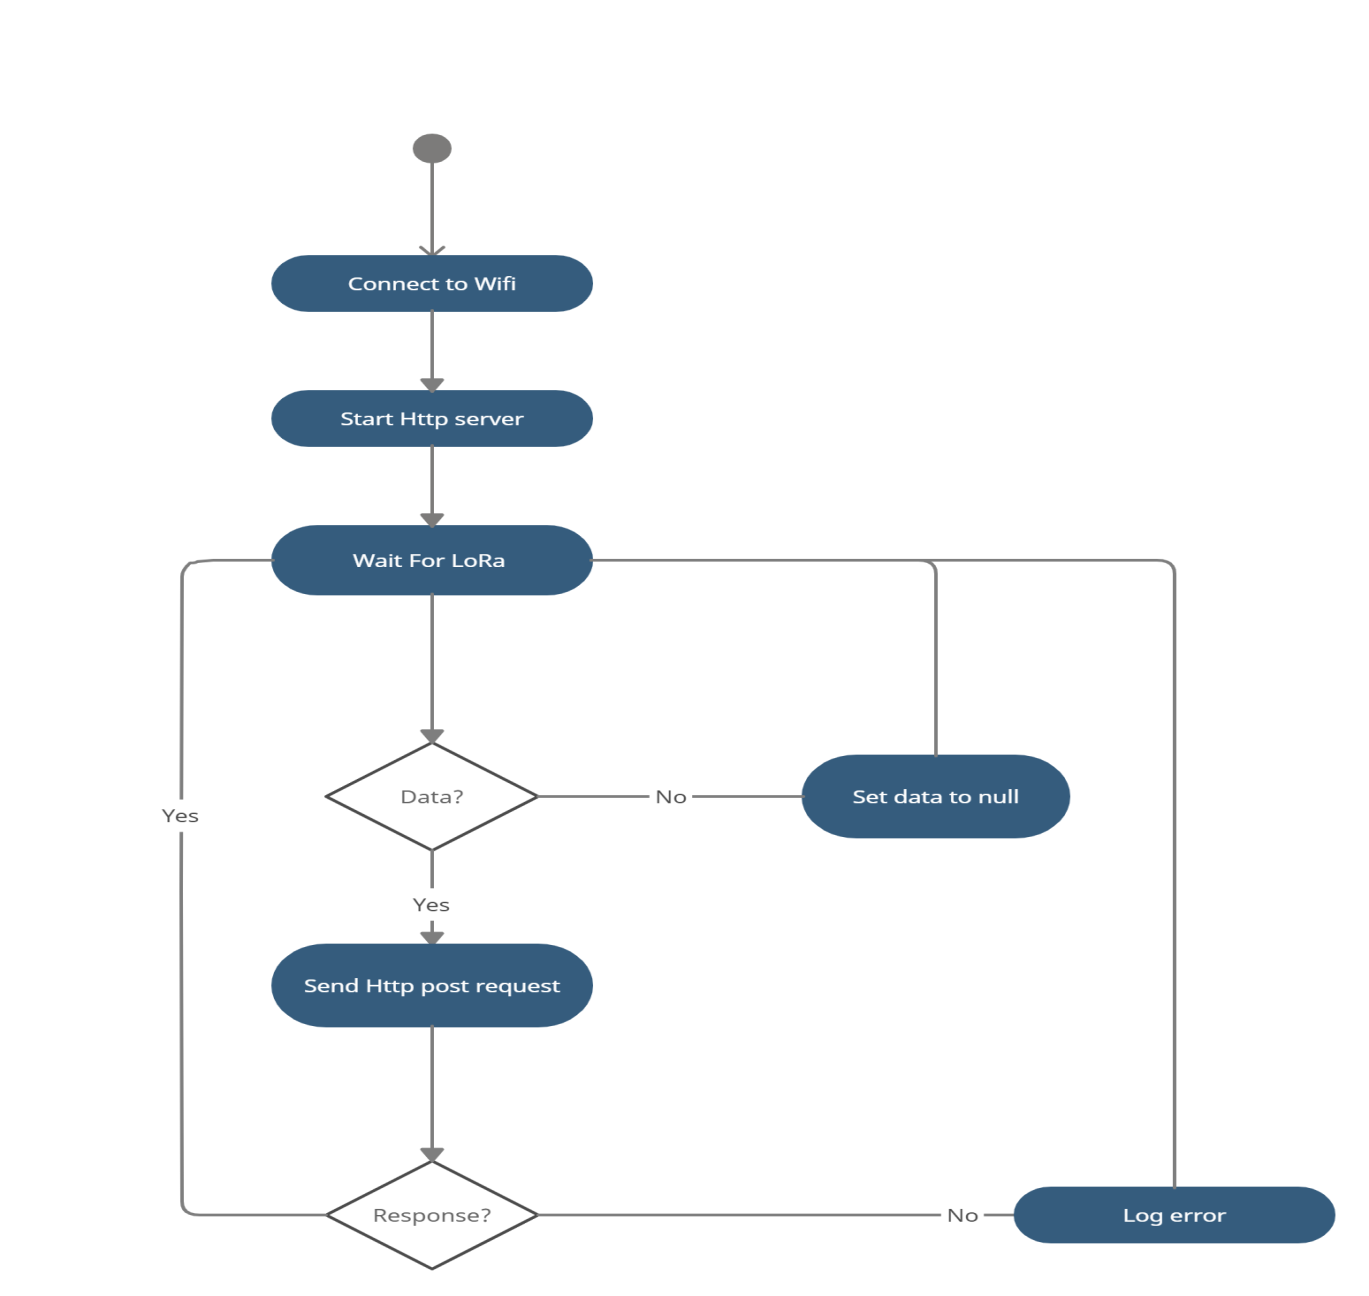 Connect to Wifi
Start Http server
Wait For LoRa
Data?
No
Set data to null
Yes
Yes
Send Http post request
Response?
No
Log error